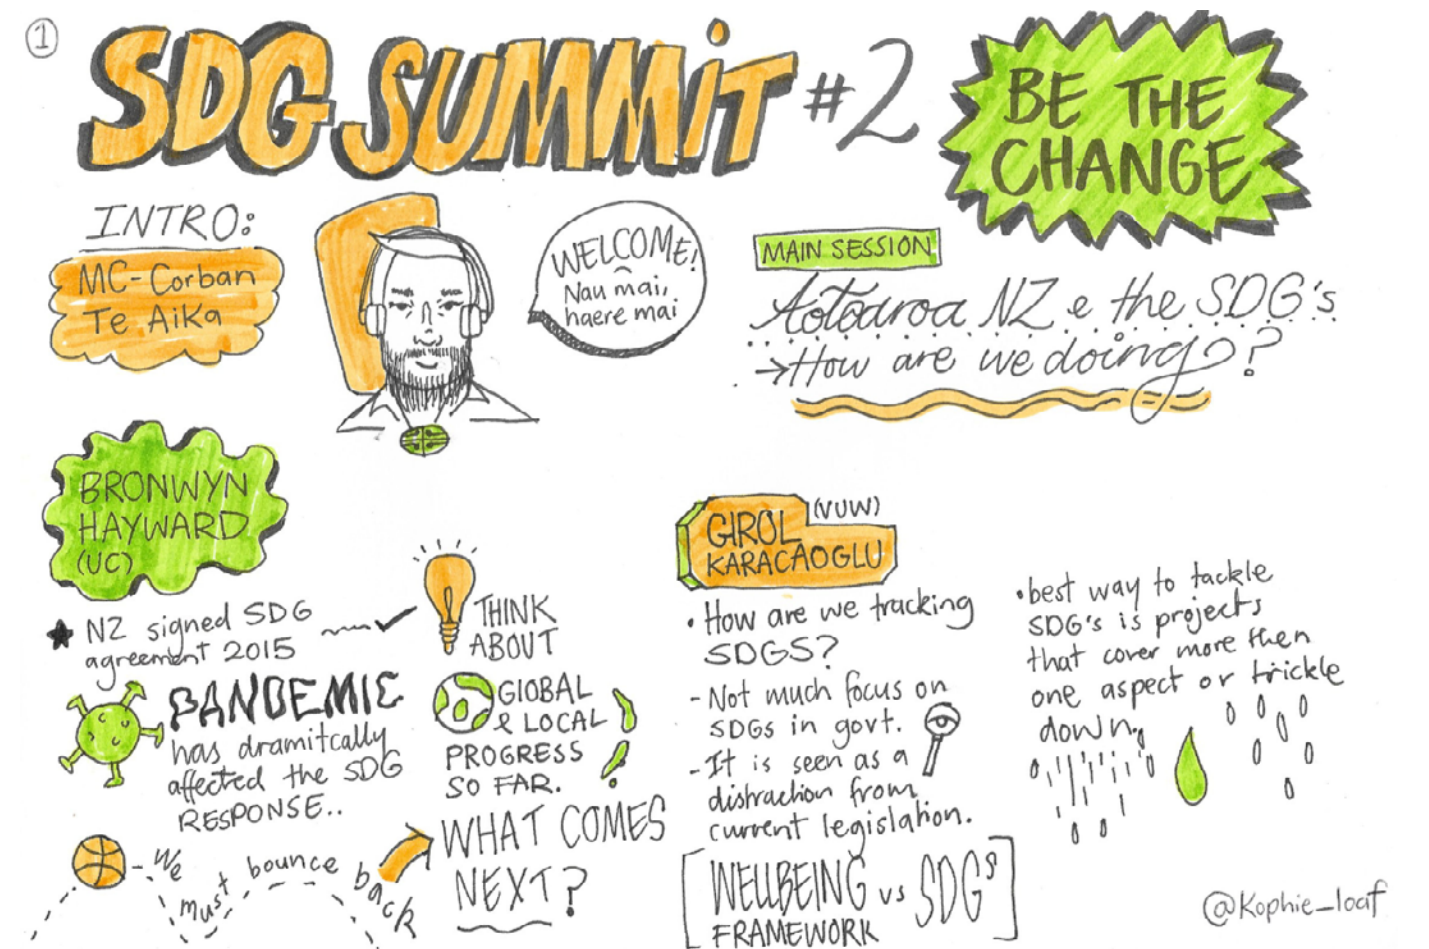 1
SDG SUMMiT #2
BE THE
CHANGE
INTRO:
MC-Corban
Te Aika
WELCOME!
Nau mai,
haere mai
MAIN SESSION
Aotoaroa NZ e the SDG's
→How are we doing?
BRONWYN
HAYWARD
(UC)
★ NZ signed SDG
agreement 2015
PANDEMIC
has dramitcally
affected the SDG
RESPONSE..
We must bounce back
THINK
ABOUT
GlOBAL
& LOCAL
PROGRESS
SO FAR.
WHAT COMES
NEXT?
GIROL (VUW)
KARACAOGLU
• How are we tracking
SDGS?
- Not much focus on
SDGs in govt.
- It is seen as a
distraction from
current legislation.
[WELLBEING vs SDGs]
FRAMEWORK
• best way to tackle
SDG's is projects
that cover more then
one aspect or trickle
down.
@Kophie_loaf